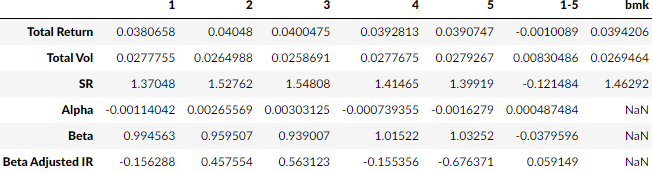 1 2 3 4 5 1-5 bmk
Total Return 0.0380658 0.04048 0.0400475 0.0392813 0.0390747 -0.0010089 0.0394206
Total Vol 0.0277755 0.0264988 0.0258691 0.0277675 0.0279267 0.00830486 0.0269464
SR 1.37048 1.52762 1.54808 1.41465 1.39919 -0.121484 1.46292
Alpha -0.00114042 0.00265569 0.00303125 -0.000739355 -0.0016279 0.000487484 NaN
Beta 0.994563 0.959507 0.939007 1.01522 1.03252 -0.0379596 NaN
Beta Adjusted IR -0.156288 0.457554 0.563123 -0.155356 -0.676371 0.059149 NaN